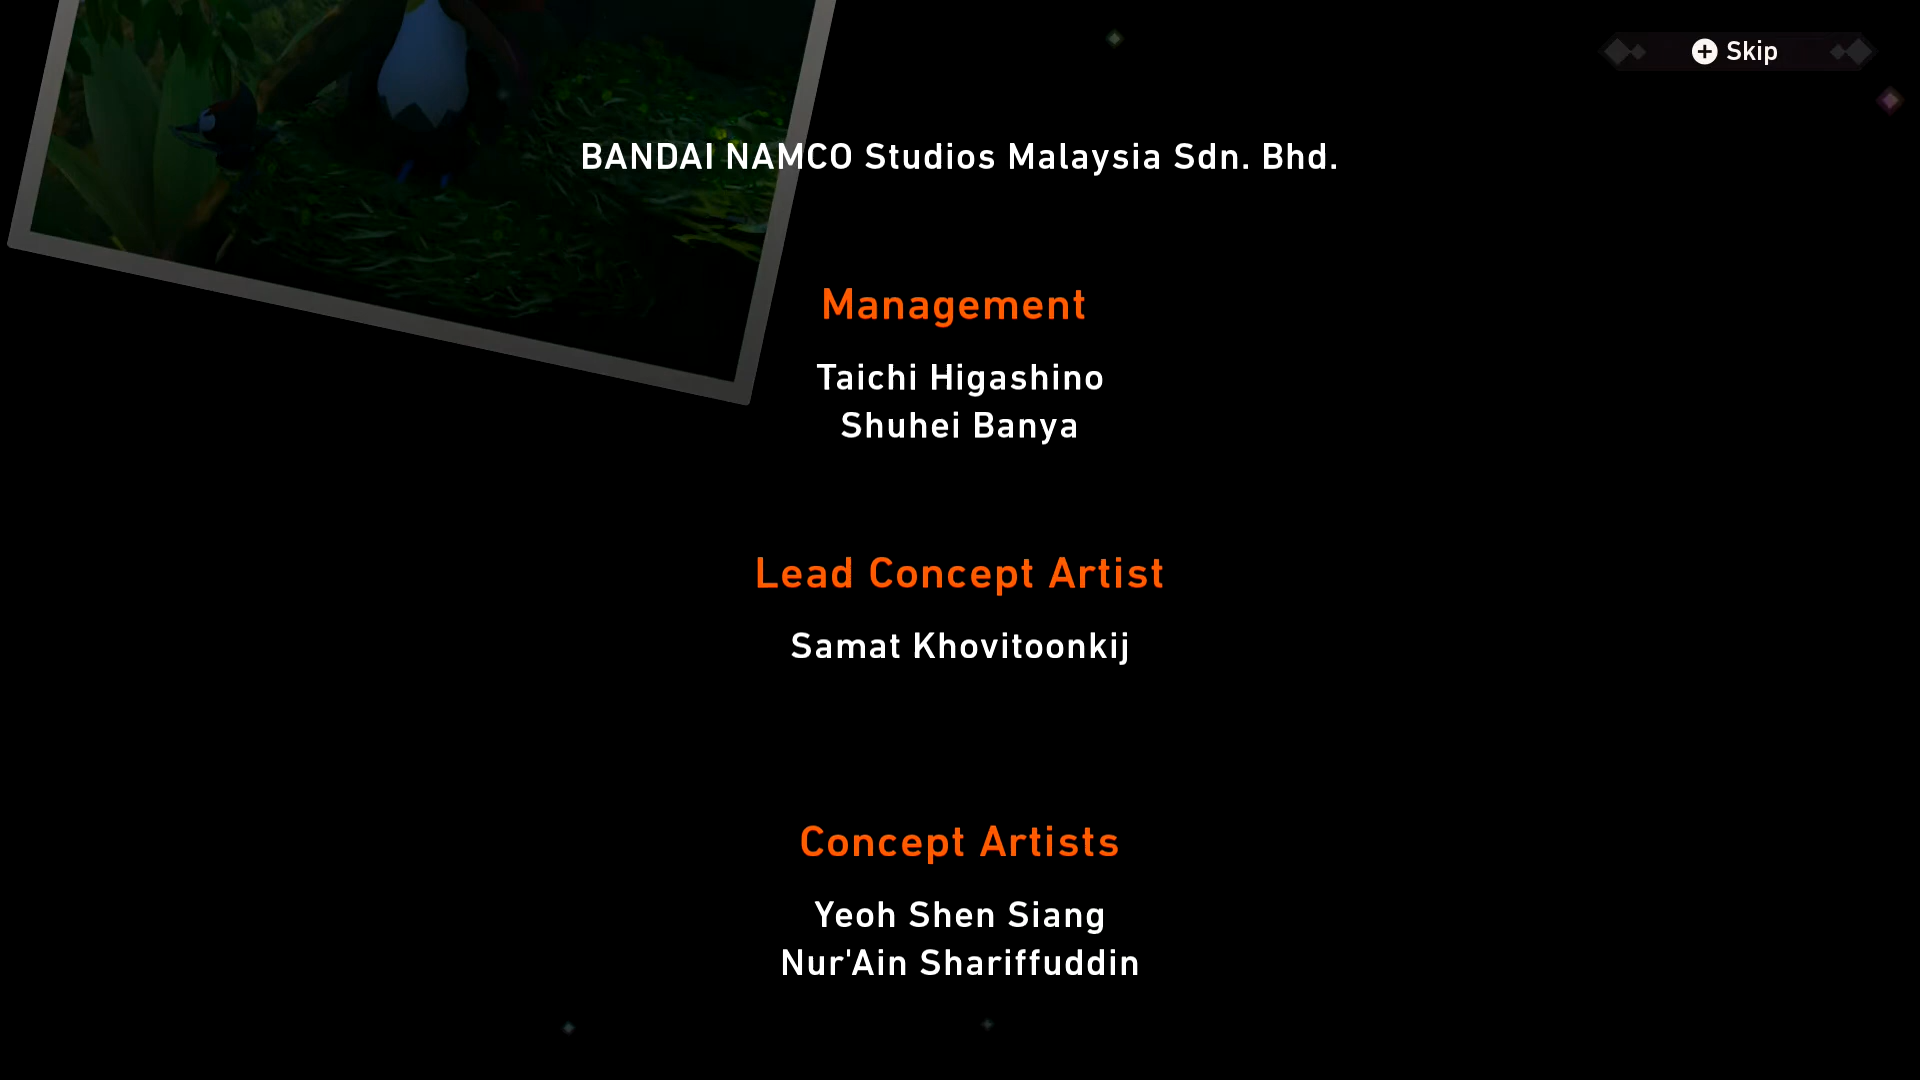 Skip
BANDAI NAMCO Studios Malaysia Sdn. Bhd.
Management
Taichi Higashino
Shuhei Banya
Lead Concept Artist
Samat Khovitoonkij
Concept Artists
Yeoh Shen Siang
Nur'Ain Shariffuddin